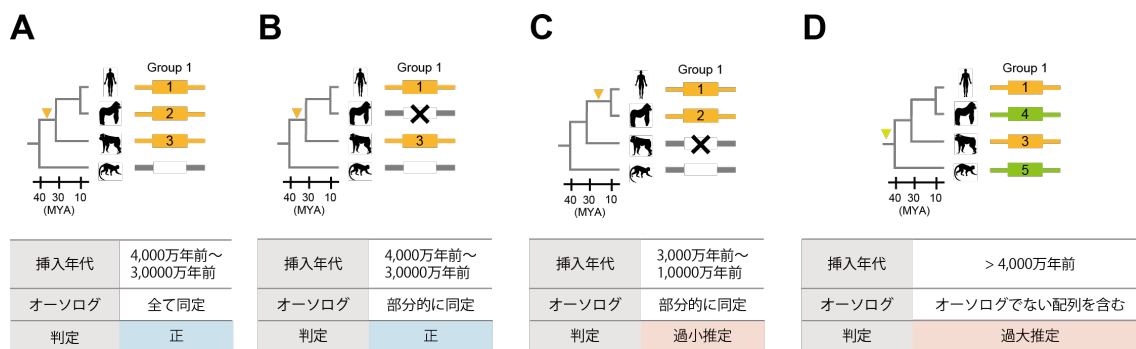 A
B
C
D
Group 1
1
2
3
40 30 10
(MYA)
Group 1
1
3
40 30 10
(MYA)
Group 1
1
2
40 30 10
(MYA)
Group 1
1
4
3
5
40 30 10
(MYA)
挿入年代
4,000万年前～
3,0000万年前
オーソログ
全て同定
判定
正
挿入年代
4,000万年前～
3,0000万年前
オーソログ
部分的に同定
判定
正
挿入年代
3,000万年前～
1,0000万年前
オーソログ
部分的に同定
判定
過小推定
挿入年代
> 4,000万年前
オーソログ
オーソログでない配列を含む
判定
過大推定